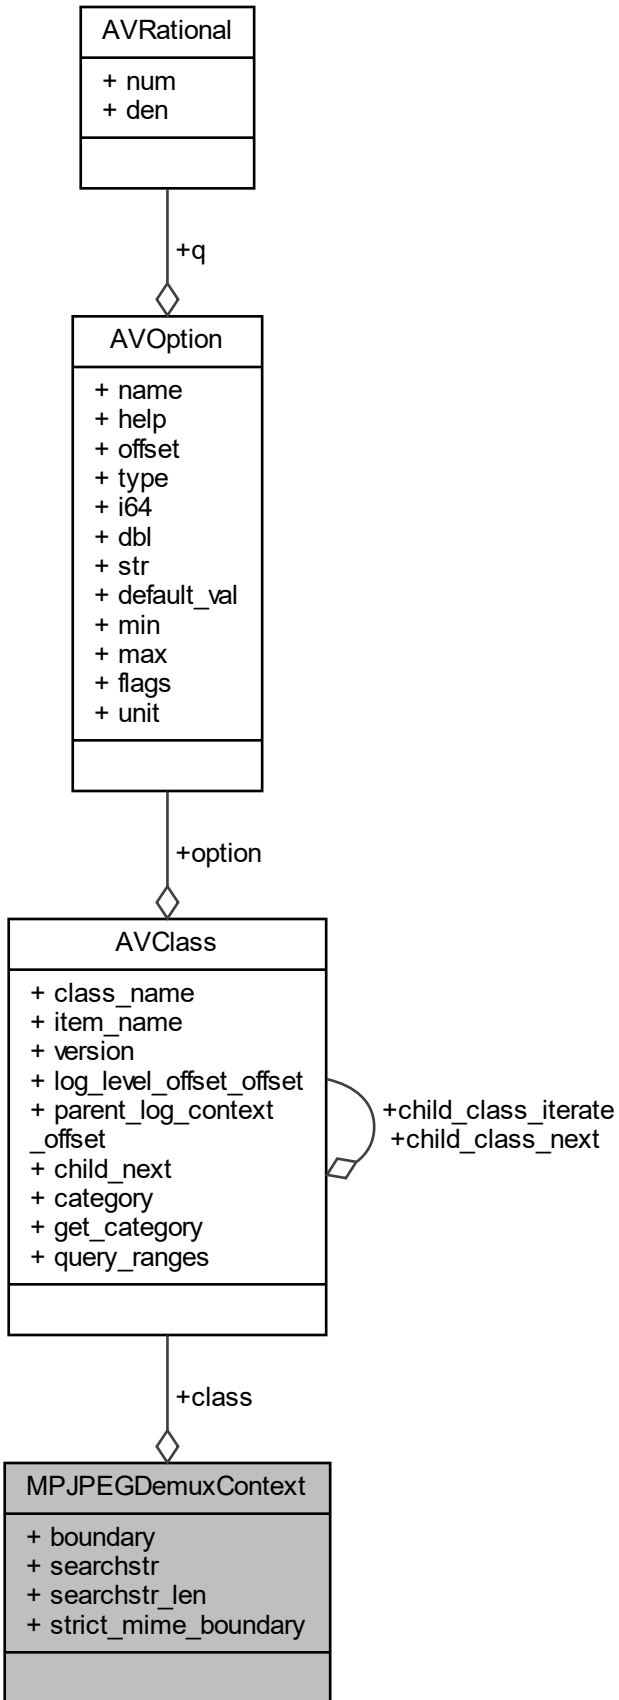 AVRational
+ num
+ den
+q
AVOption
+ name
+ help
+ offset
+ type
+ i64
+ dbl
+ str
+ default_val
+ min
+ max
+ flags
+ unit
+option
AVClass
+ class_name
+ item_name
+ version
+ log_level_offset_offset
+ parent_log_context
_offset
+ child_next
+ category
+ get_category
+ query_ranges
+child_class_iterate
+child_class_next
+class
MPJPEGDemuxContext
+ boundary
+ searchstr
+ searchstr_len
+ strict_mime_boundary